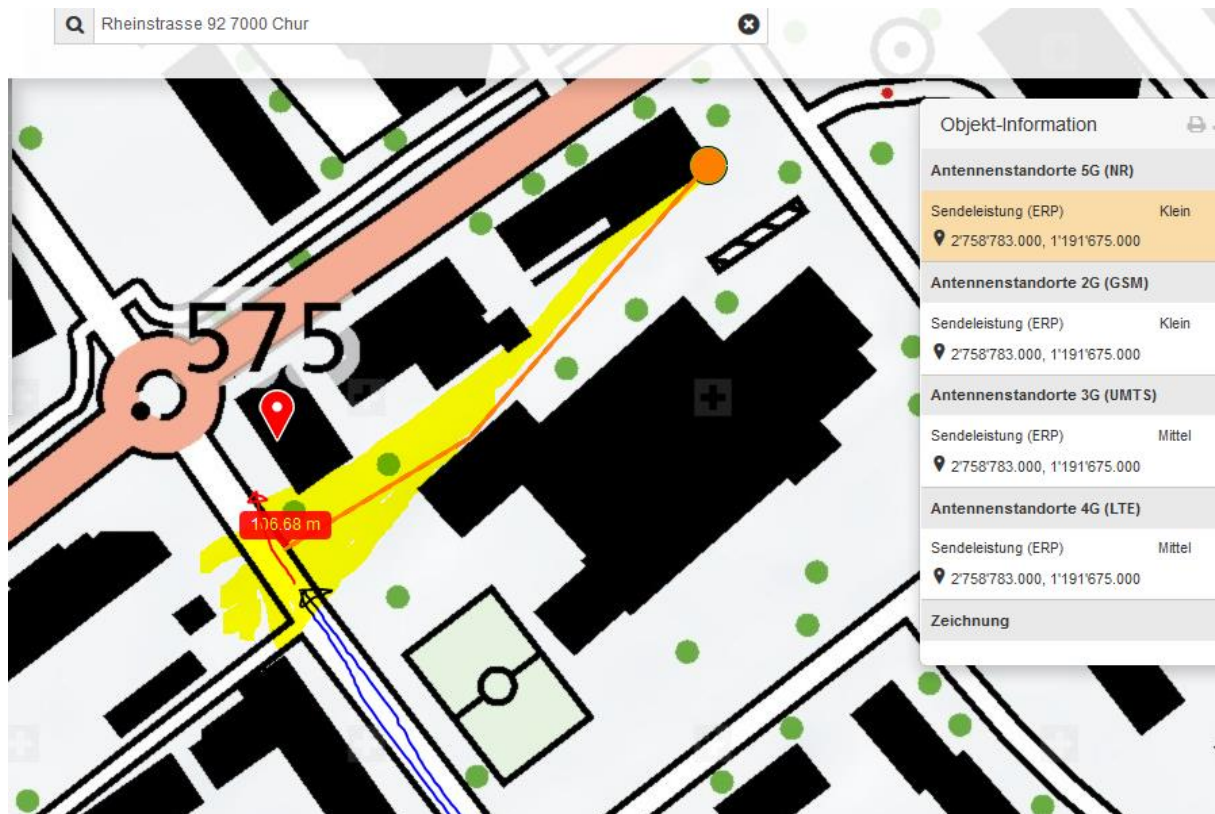 Rheinstrasse 92 7000 Chur
575
106.68 m
Objekt-Information
Antennenstandorte 5G (NR)
Sendeleistung (ERP) Klein
2'758'783.000, 1'191'675.000
Antennenstandorte 2G (GSM)
Sendeleistung (ERP) Klein
2'758'783.000, 1'191'675.000
Antennenstandorte 3G (UMTS)
Sendeleistung (ERP) Mittel
2'758'783.000, 1'191'675.000
Antennenstandorte 4G (LTE)
Sendeleistung (ERP) Mittel
2'758'783.000, 1'191'675.000
Zeichnung